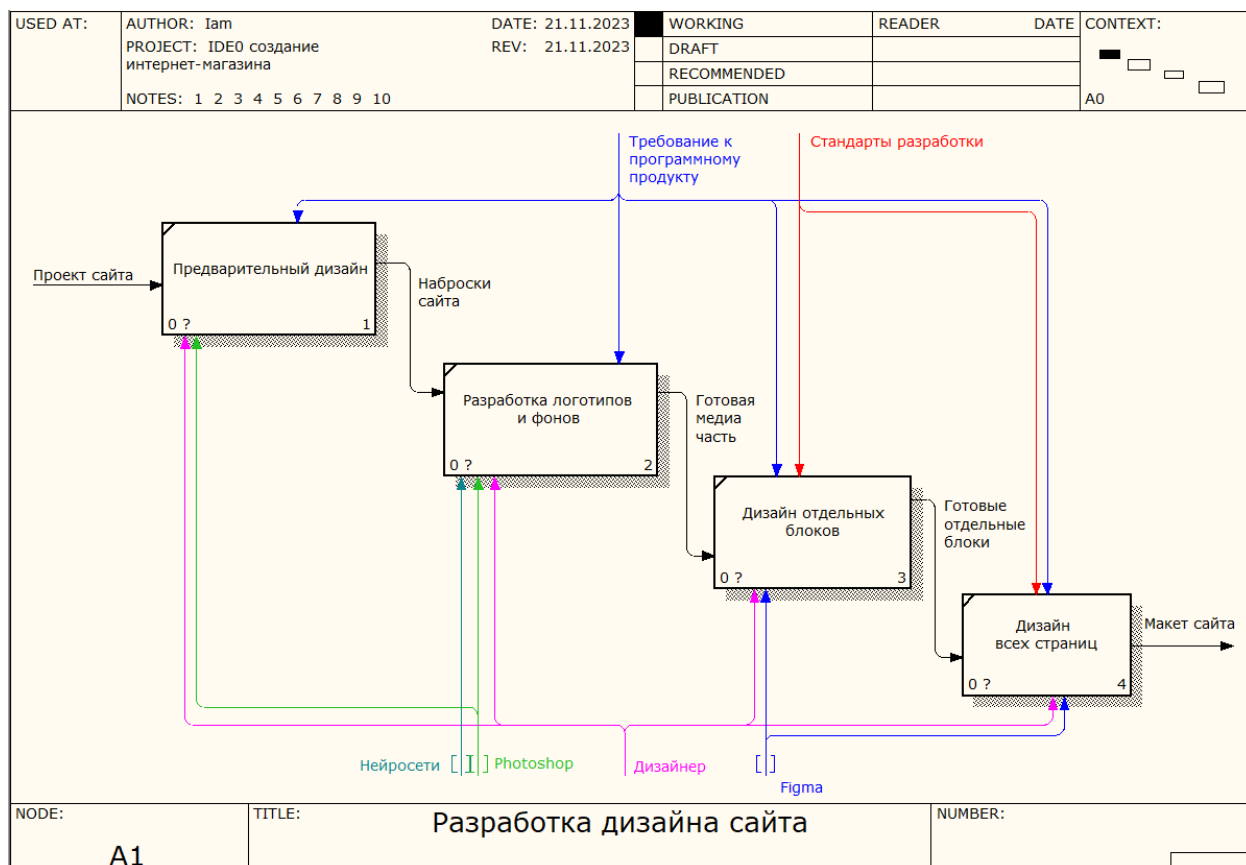 USED AT:
AUTHOR: Iam
DATE: 21.11.2023
PROJECT: IDE0 создание
интернет-магазина
REV: 21.11.2023
NOTES: 1 2 3 4 5 6 7 8 9 10
WORKING
DRAFT
RECOMMENDED
PUBLICATION
READER
DATE
CONTEXT:
A0
Требование к
программному
продукту
Стандарты разработки
Проект сайта
Предварительный дизайн
0 ?
1
Наброски
сайта
Разработка логотипов
и фонов
0 ?
2
Готовая
медиа
часть
Дизайн отдельных
блоков
0 ?
3
Готовые
отдельные
блоки
Дизайн
всех страниц
0 ?
4
Макет сайта
Нейросети
Photoshop
Дизайнер
Figma
NODE:
A1
TITLE:
Разработка дизайна сайта
NUMBER: